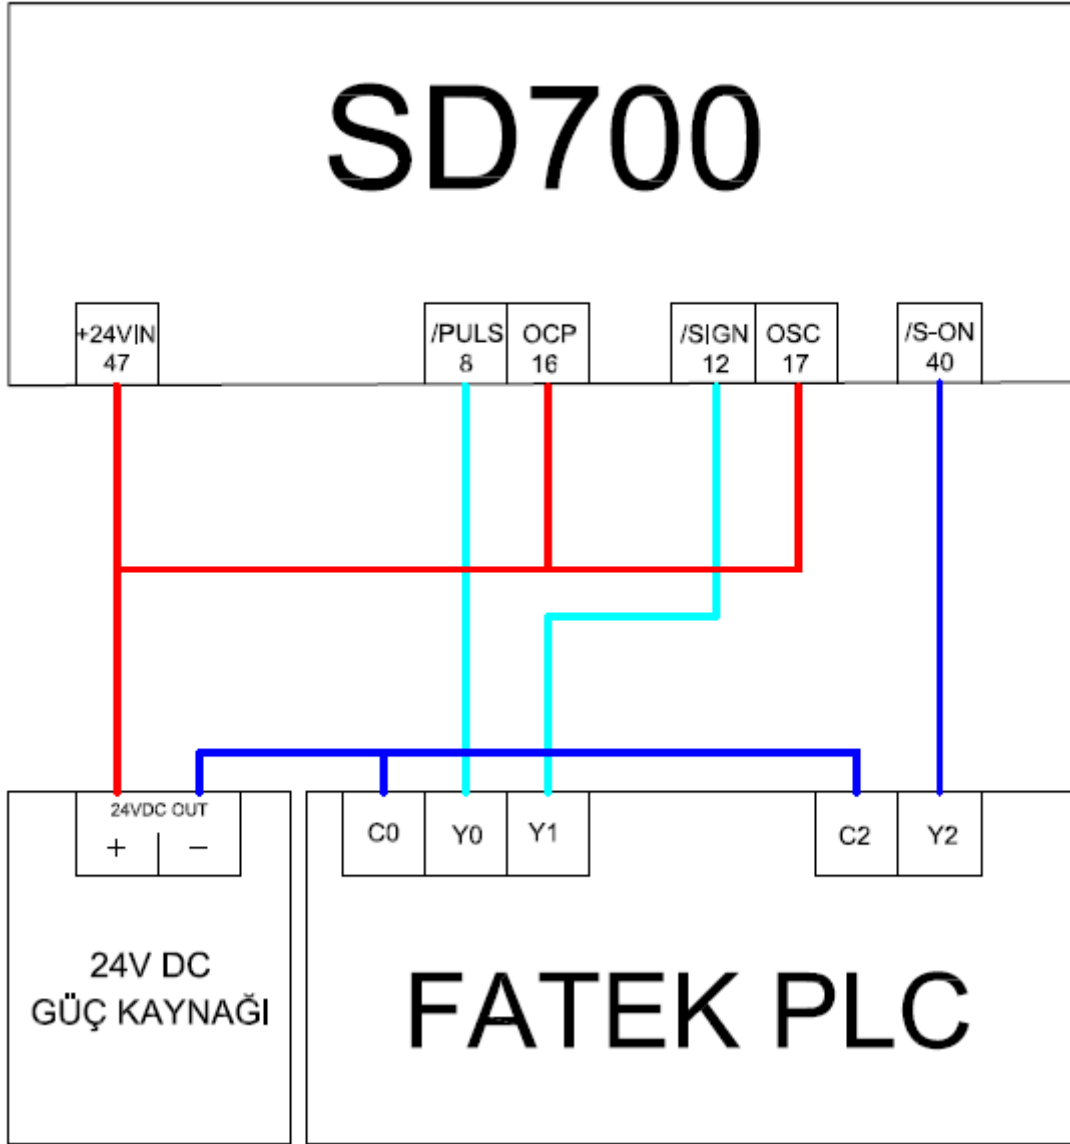 SD700
+24VIN
47
/PULS
8
OCP
16
/SIGN
12
OSC
17
/S-ON
40
24VDC OUT
+
−
C0
Y0
Y1
C2
Y2
24V DC
GÜÇ KAYNAĞI
FATEK PLC